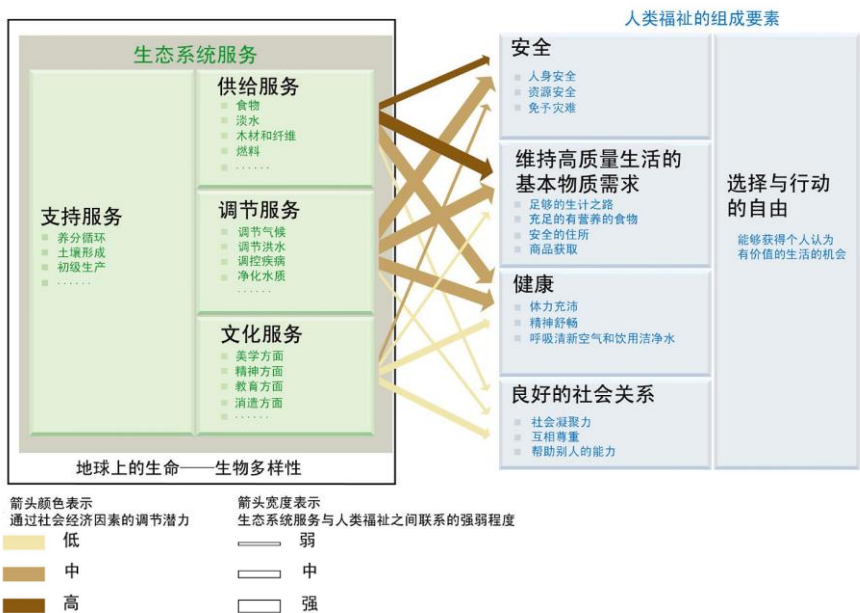 人类福祉的组成要素
生态系统服务
支持服务
养分循环
土壤形成
初级生产
......
供给服务
食物
淡水
木材和纤维
燃料
......
调节服务
调节气候
调节洪水
调控疾病
净化水质
......
文化服务
美学方面
精神方面
教育方面
消遣方面
......
地球上的生命——生物多样性
安全
人身安全
资源安全
免予灾难
维持高质量生活的
基本物质需求
足够的生计之路
充足的有营养的食物
安全的住所
商品获取
健康
体力充沛
精神舒畅
呼吸清新空气和饮用洁净水
良好的社会关系
社会凝聚力
互相尊重
帮助别人的能力
选择与行动
的自由
能够获得个人认为
有价值的生活的机会
箭头颜色表示
通过社会经济因素的调节潜力
低
中
高
箭头宽度表示
生态系统服务与人类福祉之间联系的强弱程度
弱
中
强